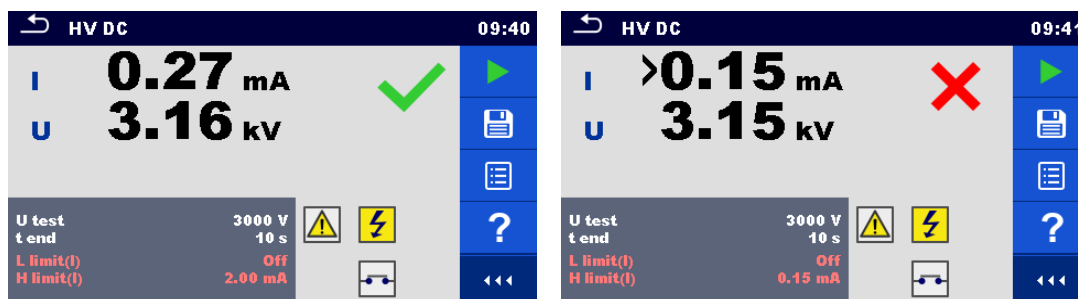 HV DC 09:40
I 0.27 mA
U 3.16 kV
U test 3000 V
t end 10 s
L limit(I) Off
H limit(I) 2.00 mA
?
HV DC 09:41
I >0.15 mA
U 3.15 kV
U test 3000 V
t end 10 s
L limit(I) Off
H limit(I) 0.15 mA
?